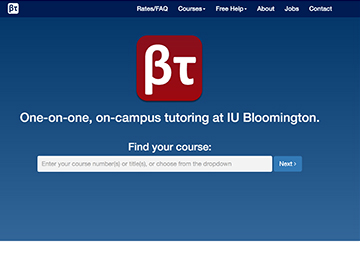 βτ
Rates/FAQ Courses Free Help About Jobs Contact
βτ
One-on-one, on-campus tutoring at IU Bloomington.
Find your course:
Enter your course number(s) or title(s), or choose from the dropdown
Next ›